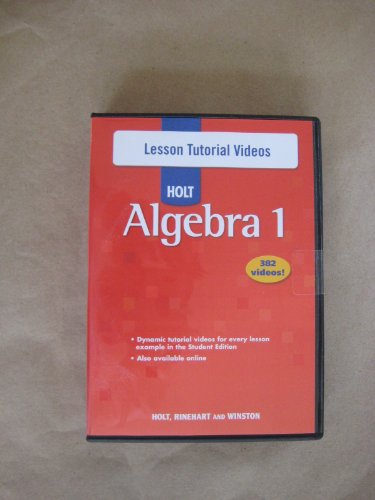 Lesson Tutorial Videos
HOLT
Algebra 1
382
videos!
• Dynamic tutorial videos for every lesson
example in the Student Edition
• Also available online
HOLT, RINEHART AND WINSTON